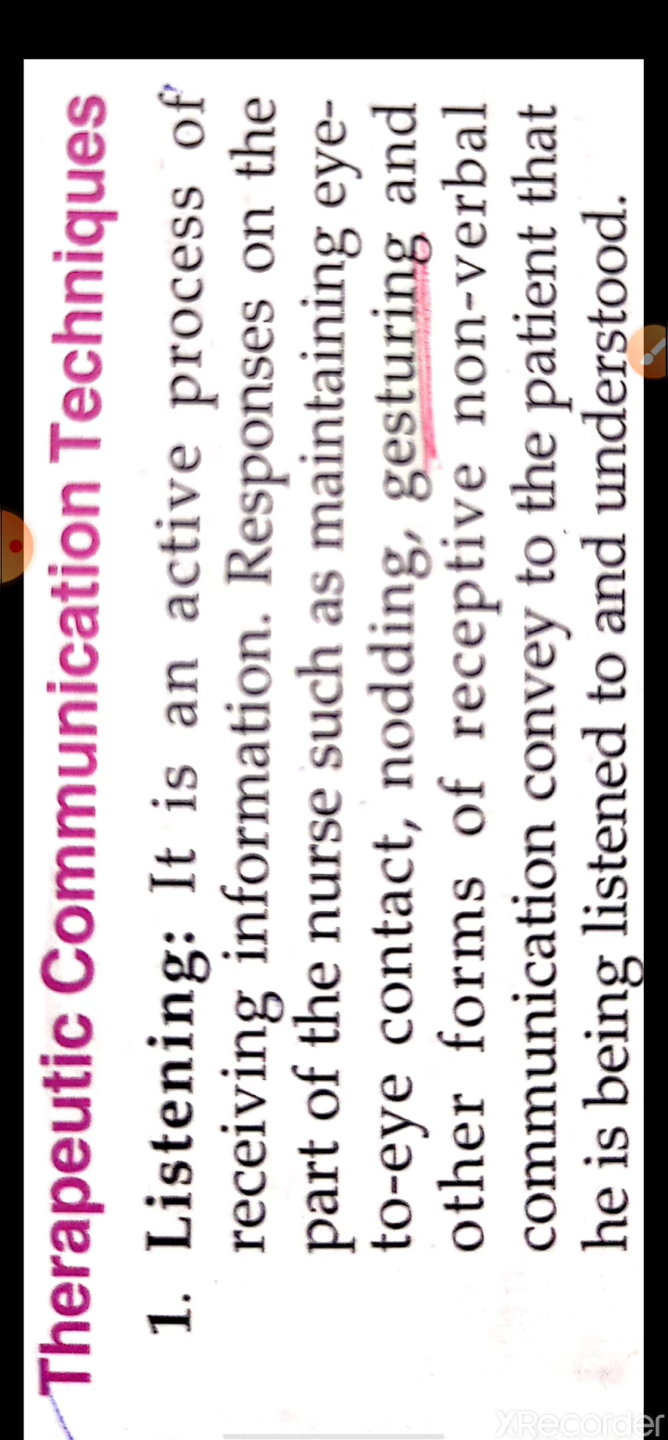 Therapeutic Communication Techniques
1. Listening: It is an active process of
receiving information. Responses on the
part of the nurse such as maintaining eye-
to-eye contact, nodding, gesturing and
other forms of receptive non-verbal
communication convey to the patient that
he is being listened to and understood.
XRecorder